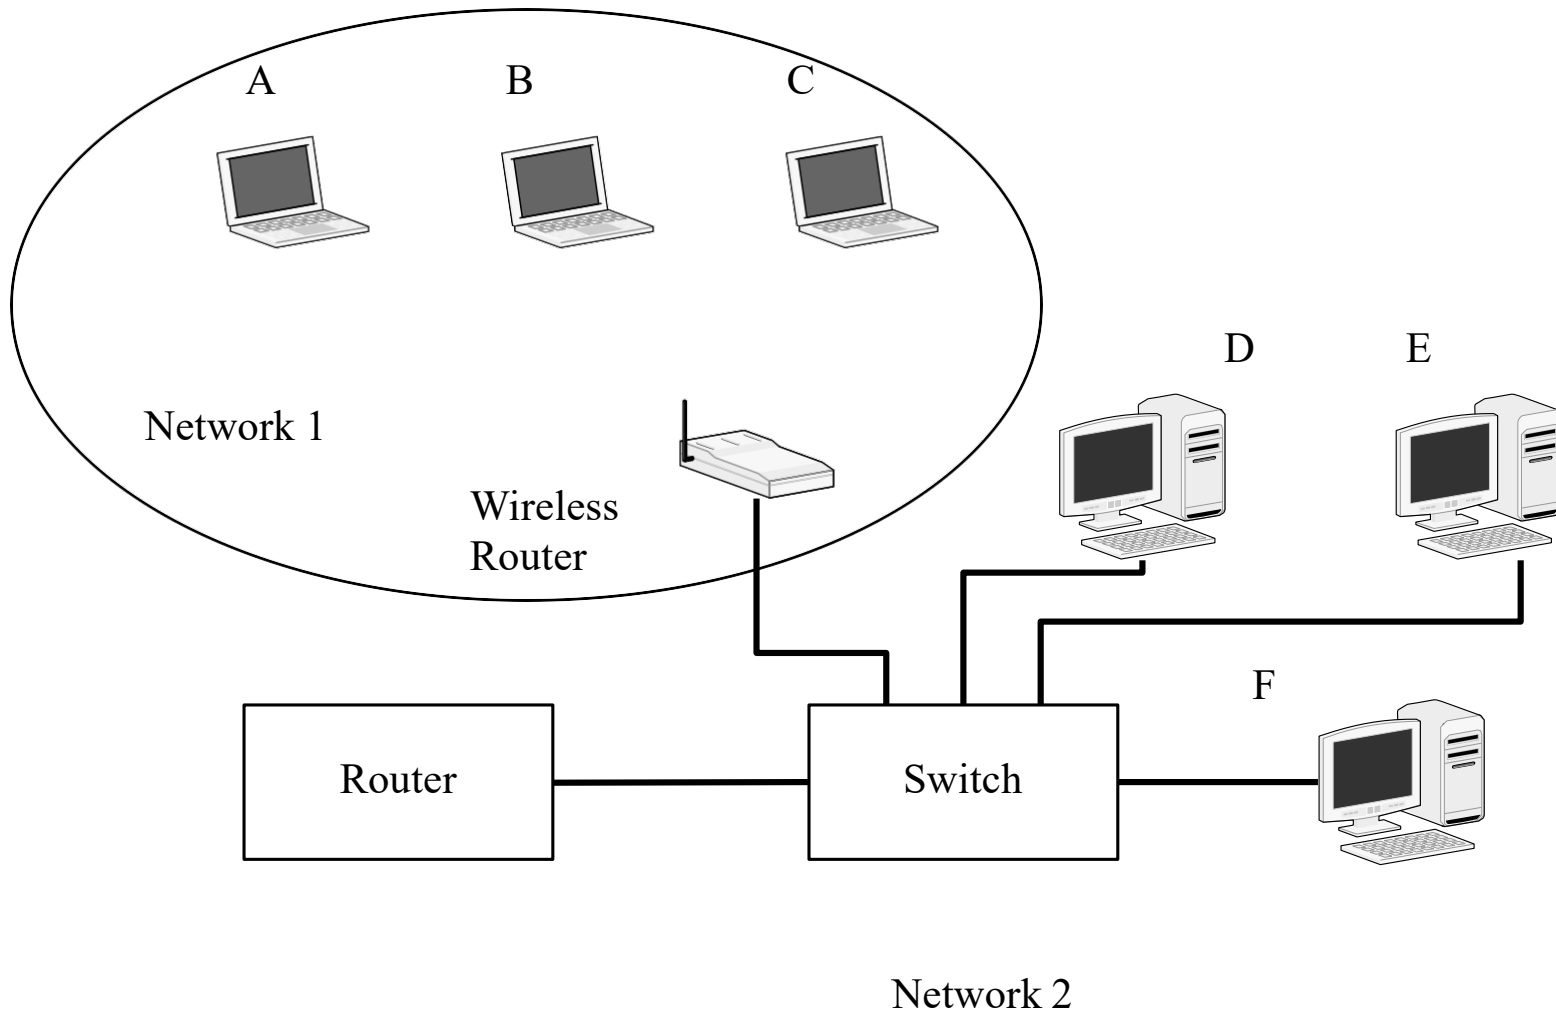 A
B
C
D
E
Network 1
Wireless
Router
F
Router
Switch
Network 2